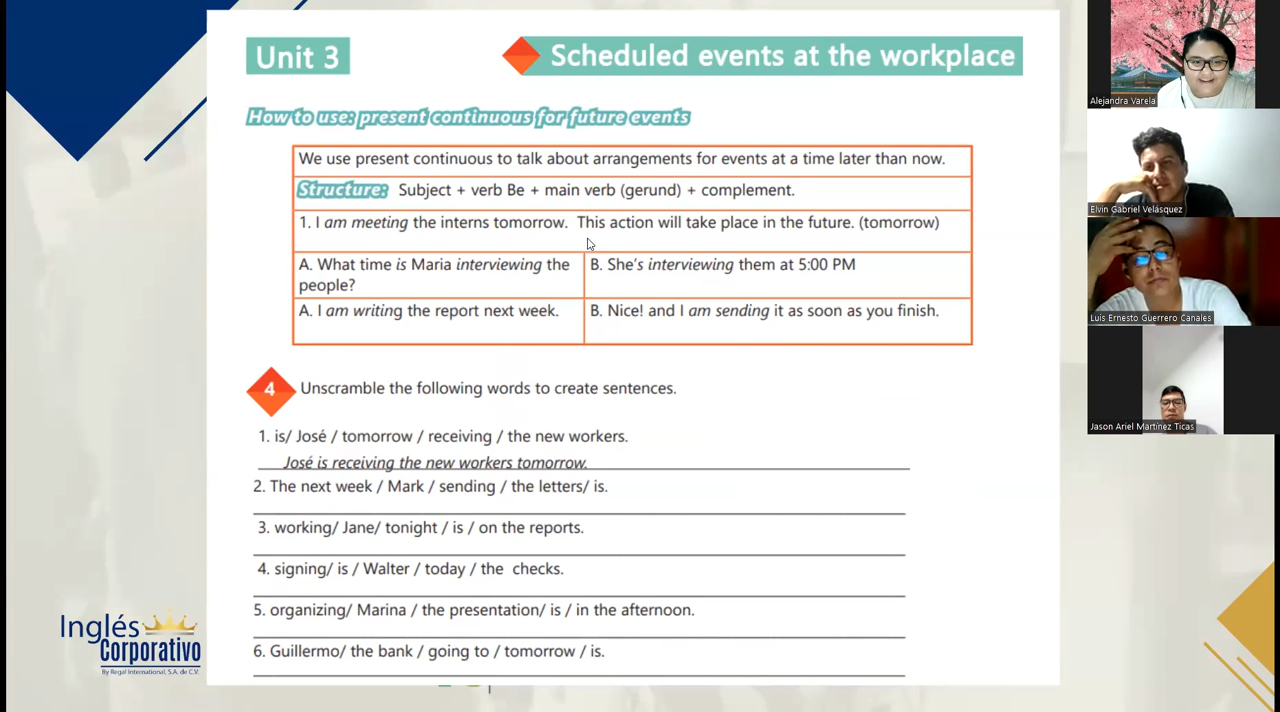 Unit 3
Scheduled events at the workplace
How to use: present continuous for future events
We use present continuous to talk about arrangements for events at a time later than now.
Structure: Subject + verb Be + main verb (gerund) + complement.
1. I am meeting the interns tomorrow. This action will take place in the future. (tomorrow)
A. What time is Maria interviewing the people?
B. She's interviewing them at 5:00 PM
A. I am writing the report next week.
B. Nice! and I am sending it as soon as you finish.
4 Unscramble the following words to create sentences.
1. is/ José / tomorrow / receiving / the new workers.
José is receiving the new workers tomorrow.
2. The next week / Mark / sending / the letters/ is.
3. working/ Jane/ tonight / is / on the reports.
4. signing/ is / Walter / today / the checks.
5. organizing/ Marina / the presentation/ is / in the afternoon.
6. Guillermo/ the bank / going to / tomorrow / is.
Inglés
Corporativo
By Regal International, S.A. de C.V.
Alejandra Varela
Elvin Gabriel Velásquez
Luis Ernesto Guerrero Canales
Jason Ariel Martínez Ticas